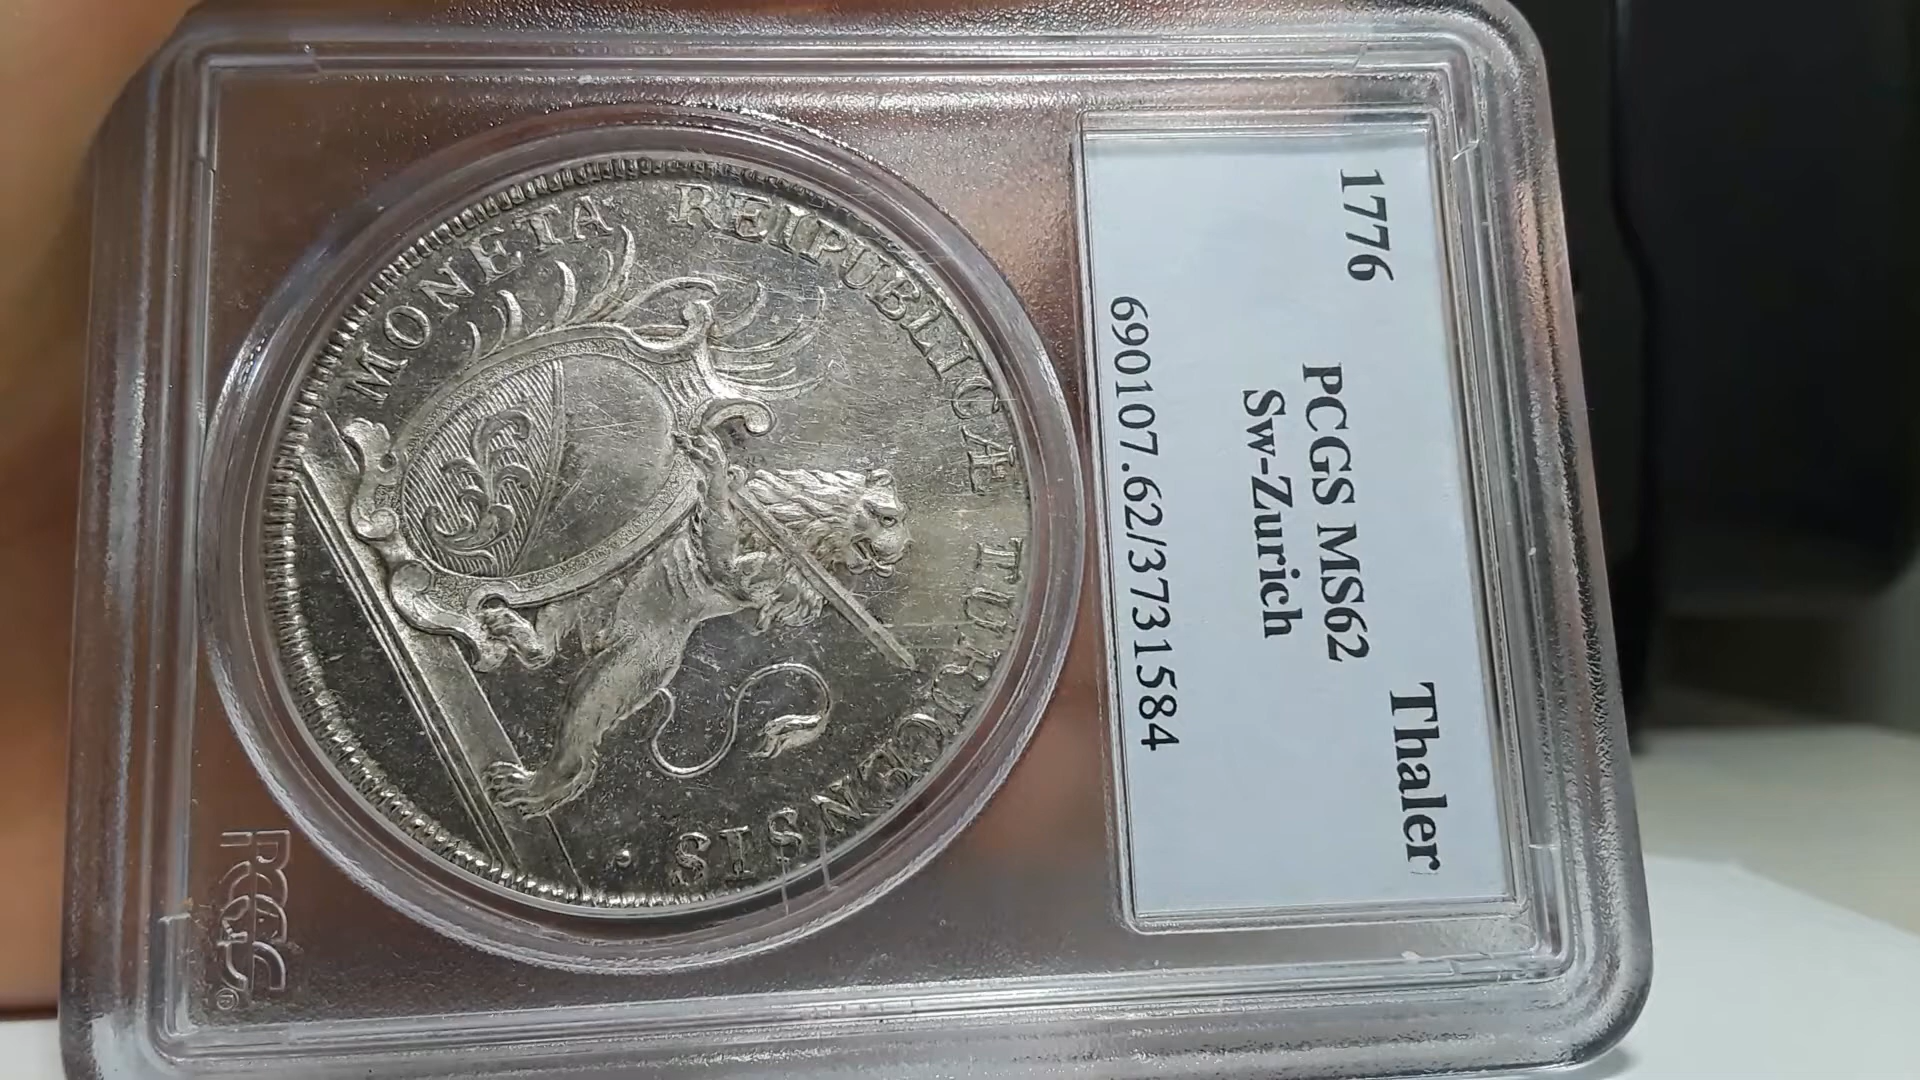 1776 Thaler
PCGS MS62
Sw-Zurich
690107.62/3731584
MONETA REIPUBLICÆ TURICENSIS .
PCGS®